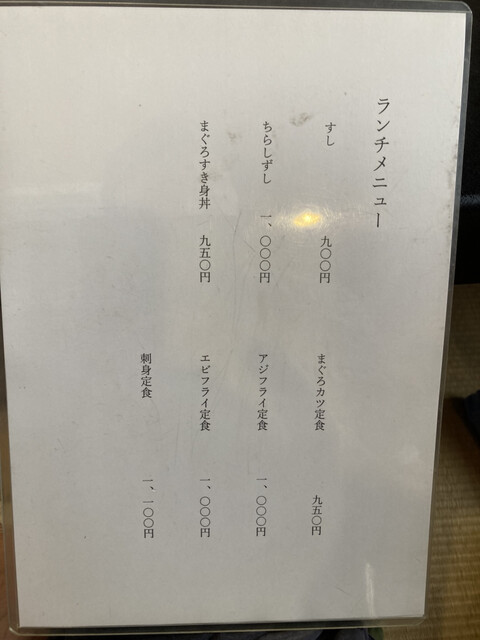 ランチメニュー
すし 九〇〇円
ちらしずし 一、〇〇〇円
まぐろすき身丼 九五〇円
まぐろカツ定食 九五〇円
アジフライ定食 一、〇〇〇円
エビフライ定食 一、〇〇〇円
刺身定食 一、一〇〇円